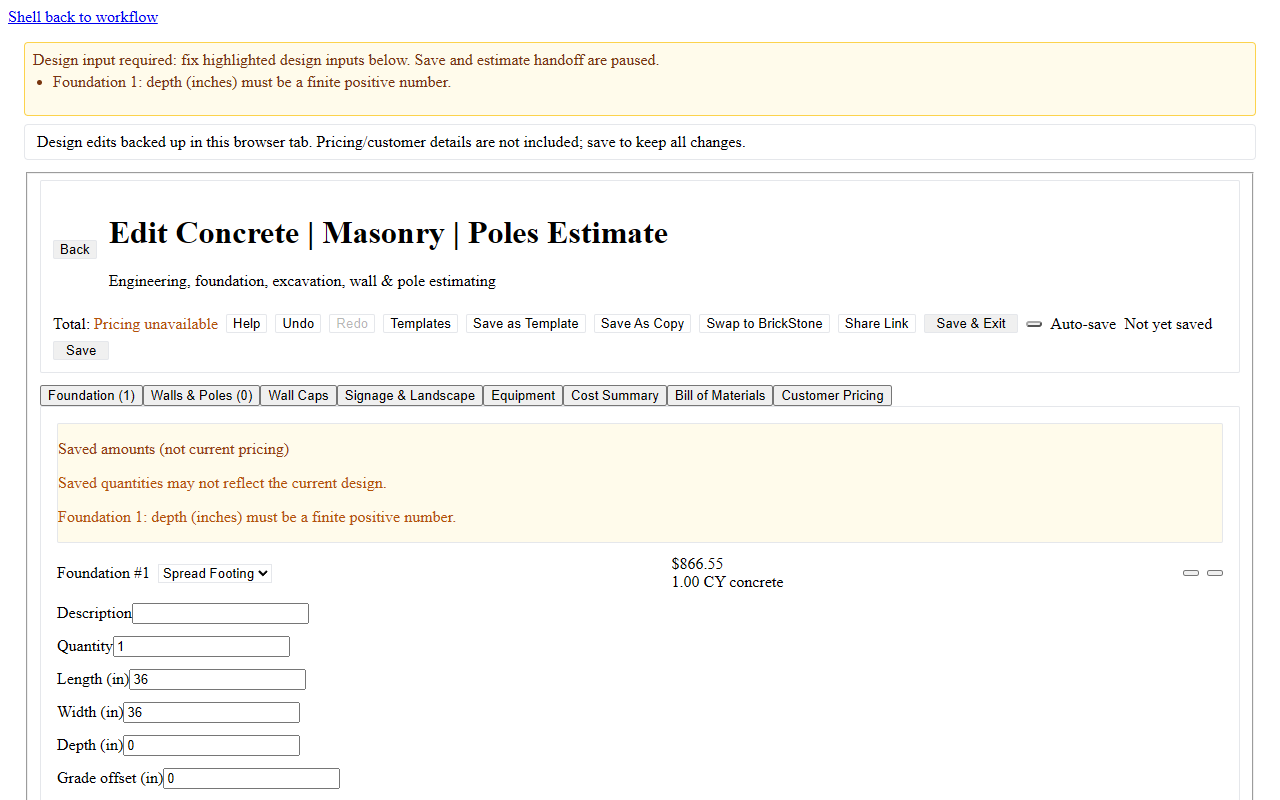 Shell back to workflow
Design input required: fix highlighted design inputs below. Save and estimate handoff are paused.
• Foundation 1: depth (inches) must be a finite positive number.
Design edits backed up in this browser tab. Pricing/customer details are not included; save to keep all changes.
Back
Edit Concrete | Masonry | Poles Estimate
Engineering, foundation, excavation, wall & pole estimating
Total: Pricing unavailable Help Undo Redo Templates Save as Template Save As Copy Swap to BrickStone Share Link Save & Exit Auto-save Not yet saved
Save
Foundation (1) Walls & Poles (0) Wall Caps Signage & Landscape Equipment Cost Summary Bill of Materials Customer Pricing
Saved amounts (not current pricing)
Saved quantities may not reflect the current design.
Foundation 1: depth (inches) must be a finite positive number.
Foundation #1 Spread Footing
$866.55
1.00 CY concrete
Description
Quantity 1
Length (in) 36
Width (in) 36
Depth (in) 0
Grade offset (in) 0